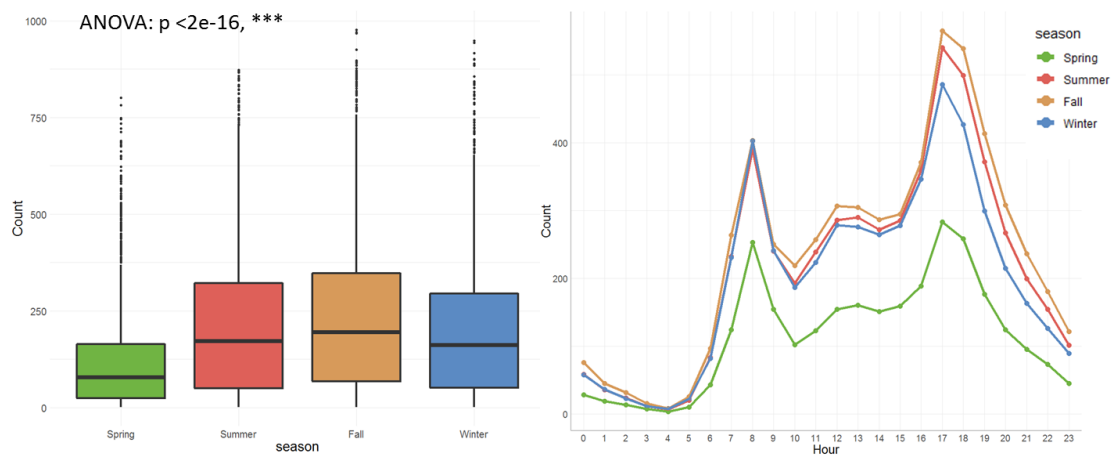 ANOVA: p <2e-16, ***
1000
750
500
250
0
Count
Spring
Summer
Fall
Winter
season
400
200
0
Count
0 1 2 3 4 5 6 7 8 9 10 11 12 13 14 15 16 17 18 19 20 21 22 23
Hour
season
Spring
Summer
Fall
Winter